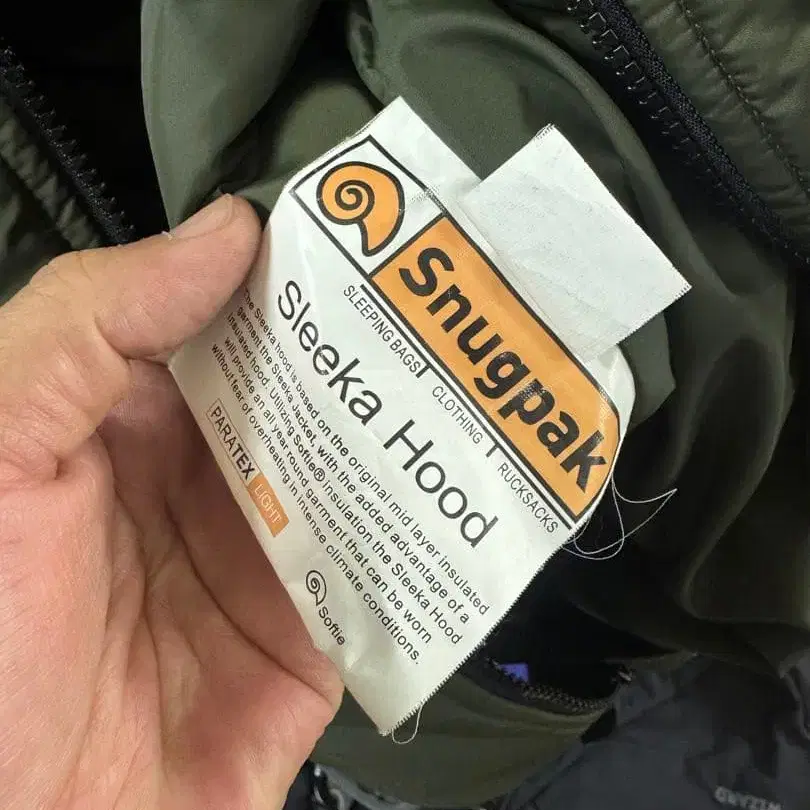 Snugpak
SLEEPING BAGS | CLOTHING | RUCKSACKS
Sleeka Hood
The Sleeka hood is based on the original mid layer insulated
garment the Sleeka Jacket, with the added advantage of a
insulated hood. Utilizing Softie® insulation the Sleeka Hood
will provide an all year round garment that can be worn
without fear of overheating in intense climate conditions.
PARATEX LIGHT
Softie